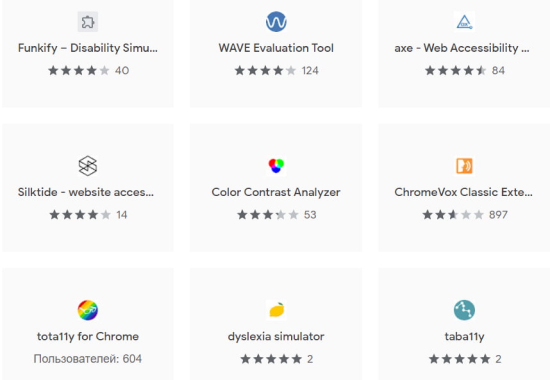 Funkify – Disability Simu...
WAVE Evaluation Tool
axe - Web Accessibility ...
40
124
84
Silktide - website acces...
Color Contrast Analyzer
ChromeVox Classic Exte...
14
53
897
tota11y for Chrome
dyslexia simulator
taba11y
Пользователей: 604
2
2